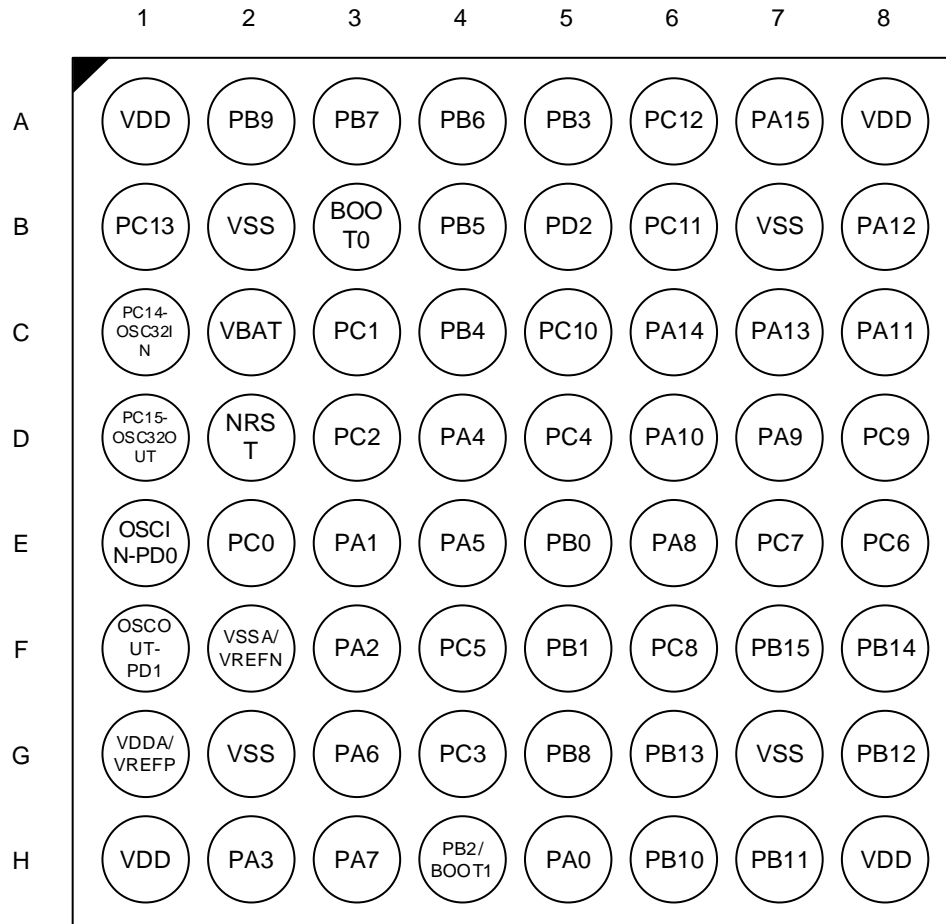 1 2 3 4 5 6 7 8
A VDD PB9 PB7 PB6 PB3 PC12 PA15 VDD
B PC13 VSS BOO
T0 PB5 PD2 PC11 VSS PA12
C PC14-
OSC32I
N VBAT PC1 PB4 PC10 PA14 PA13 PA11
D PC15-
OSC32O
UT NRS
T PC2 PA4 PC4 PA10 PA9 PC9
E OSCI
N-PD0 PC0 PA1 PA5 PB0 PA8 PC7 PC6
F OSCO
UT-
PD1 VSSA/
VREFN PA2 PC5 PB1 PC8 PB15 PB14
G VDDA/
VREFP VSS PA6 PC3 PB8 PB13 VSS PB12
H VDD PA3 PA7 PB2/
BOOT1 PA0 PB10 PB11 VDD